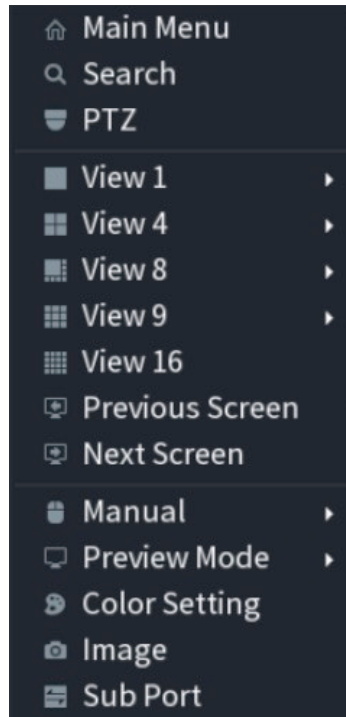 Main Menu
Search
PTZ
View 1
View 4
View 8
View 9
View 16
Previous Screen
Next Screen
Manual
Preview Mode
Color Setting
Image
Sub Port